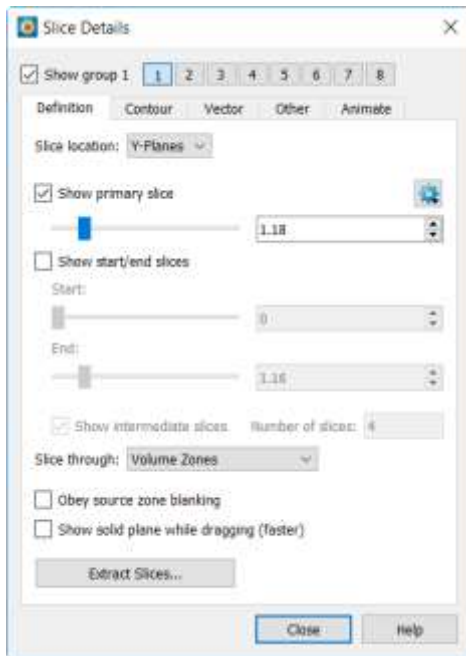 Slice Details
Show group 1 1 2 3 4 5 6 7 8
Definition Contour Vector Other Animate
Slice location: Y-Planes
Show primary slice
1.18
Show start/end slices
Start:
0
End:
1.16
Show intermediate slices Number of slices: 4
Slice through: Volume Zones
Obey source zone blanking
Show solid plane while dragging (faster)
Extract Slices...
Close Help